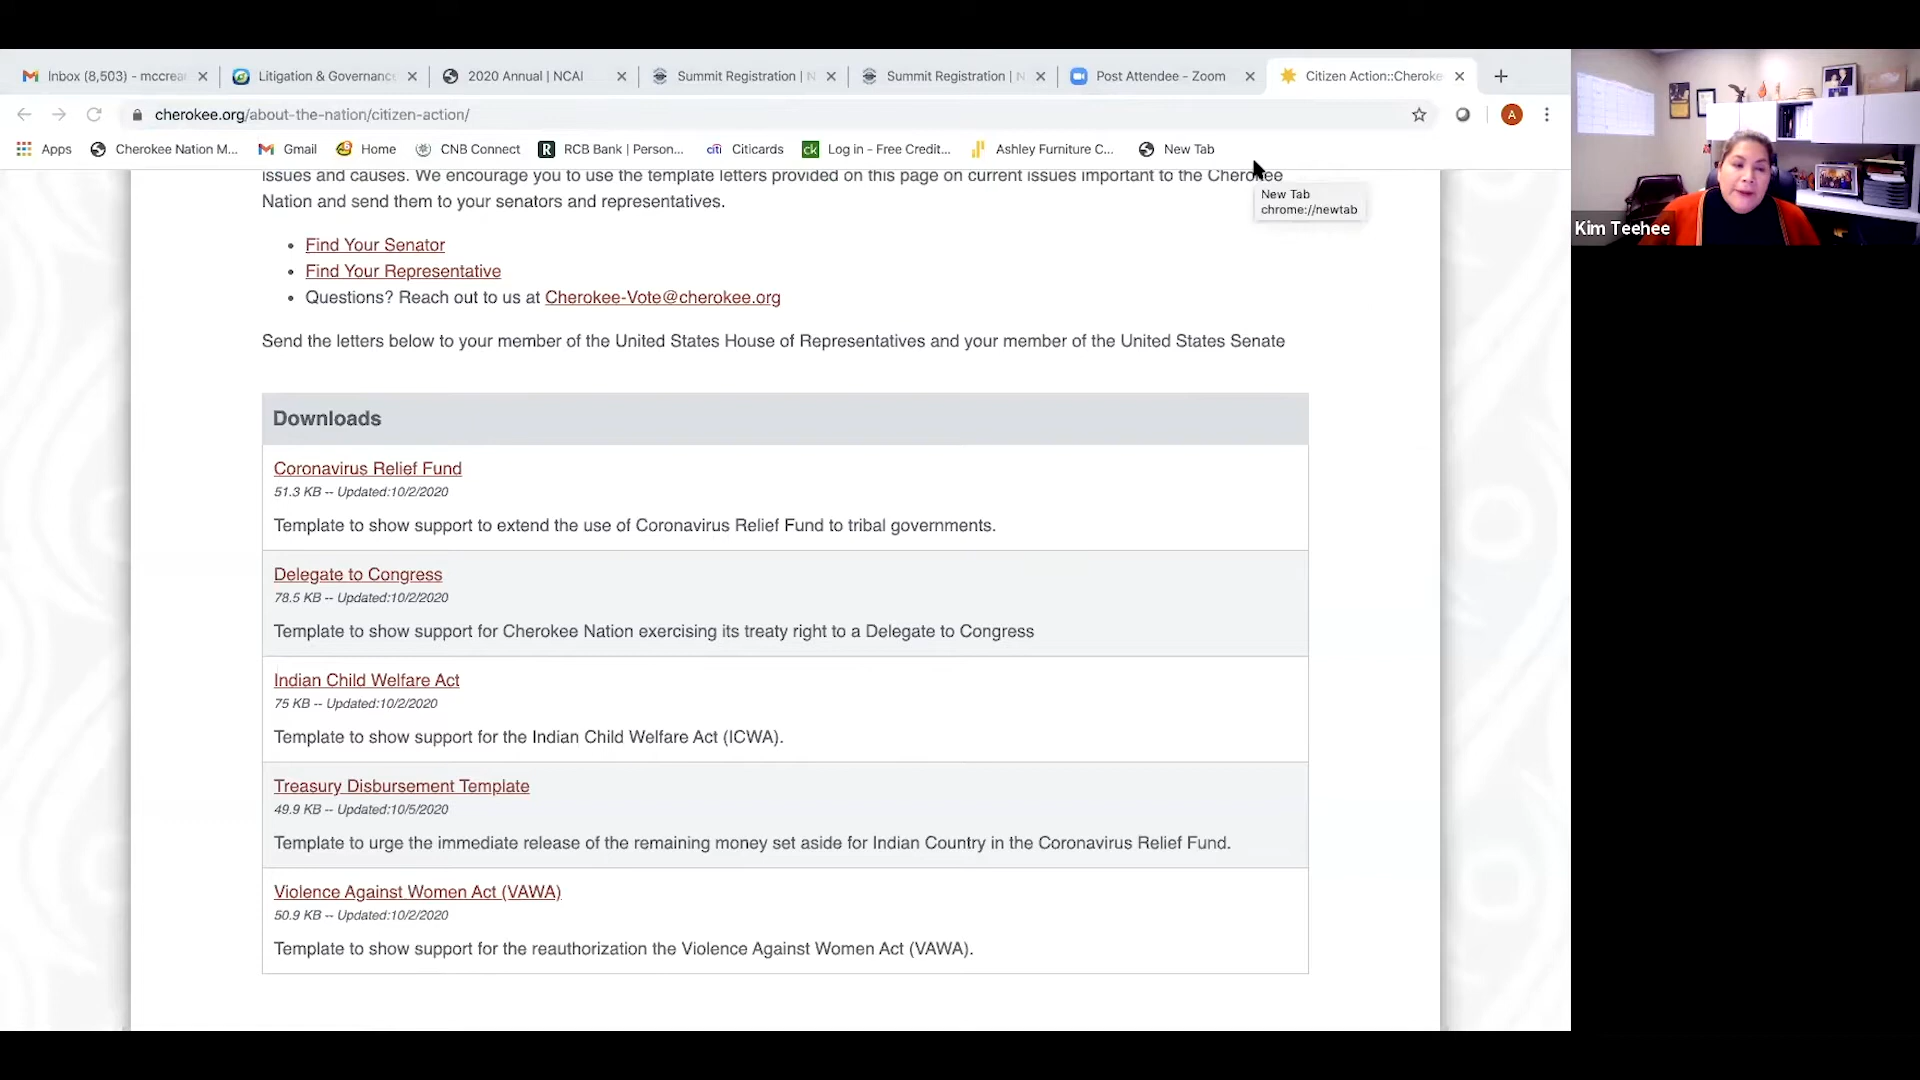 Inbox (8,503) - mccrear
Litigation & Governanc
2020 Annual | NCAI
Summit Registration | N
Summit Registration | N
Post Attendee - Zoom
Citizen Action::Cheroke
cherokee.org/about-the-nation/citizen-action/
A
Apps
Cherokee Nation M...
Gmail
Home
CNB Connect
R
RCB Bank | Person...
citi
Citicards
ck
Log in - Free Credit...
Ashley Furniture C...
New Tab
issues and causes. We encourage you to use the template letters provided on this page on current issues important to the Cherokee
Nation and send them to your senators and representatives.
New Tab
chrome://newtab
Kim Teehee
• Find Your Senator
• Find Your Representative
• Questions? Reach out to us at Cherokee-Vote@cherokee.org
Send the letters below to your member of the United States House of Representatives and your member of the United States Senate
Downloads
Coronavirus Relief Fund
51.3 KB -- Updated:10/2/2020
Template to show support to extend the use of Coronavirus Relief Fund to tribal governments.
Delegate to Congress
78.5 KB -- Updated:10/2/2020
Template to show support for Cherokee Nation exercising its treaty right to a Delegate to Congress
Indian Child Welfare Act
75 KB -- Updated:10/2/2020
Template to show support for the Indian Child Welfare Act (ICWA).
Treasury Disbursement Template
49.9 KB -- Updated:10/5/2020
Template to urge the immediate release of the remaining money set aside for Indian Country in the Coronavirus Relief Fund.
Violence Against Women Act (VAWA)
50.9 KB -- Updated:10/2/2020
Template to show support for the reauthorization the Violence Against Women Act (VAWA).